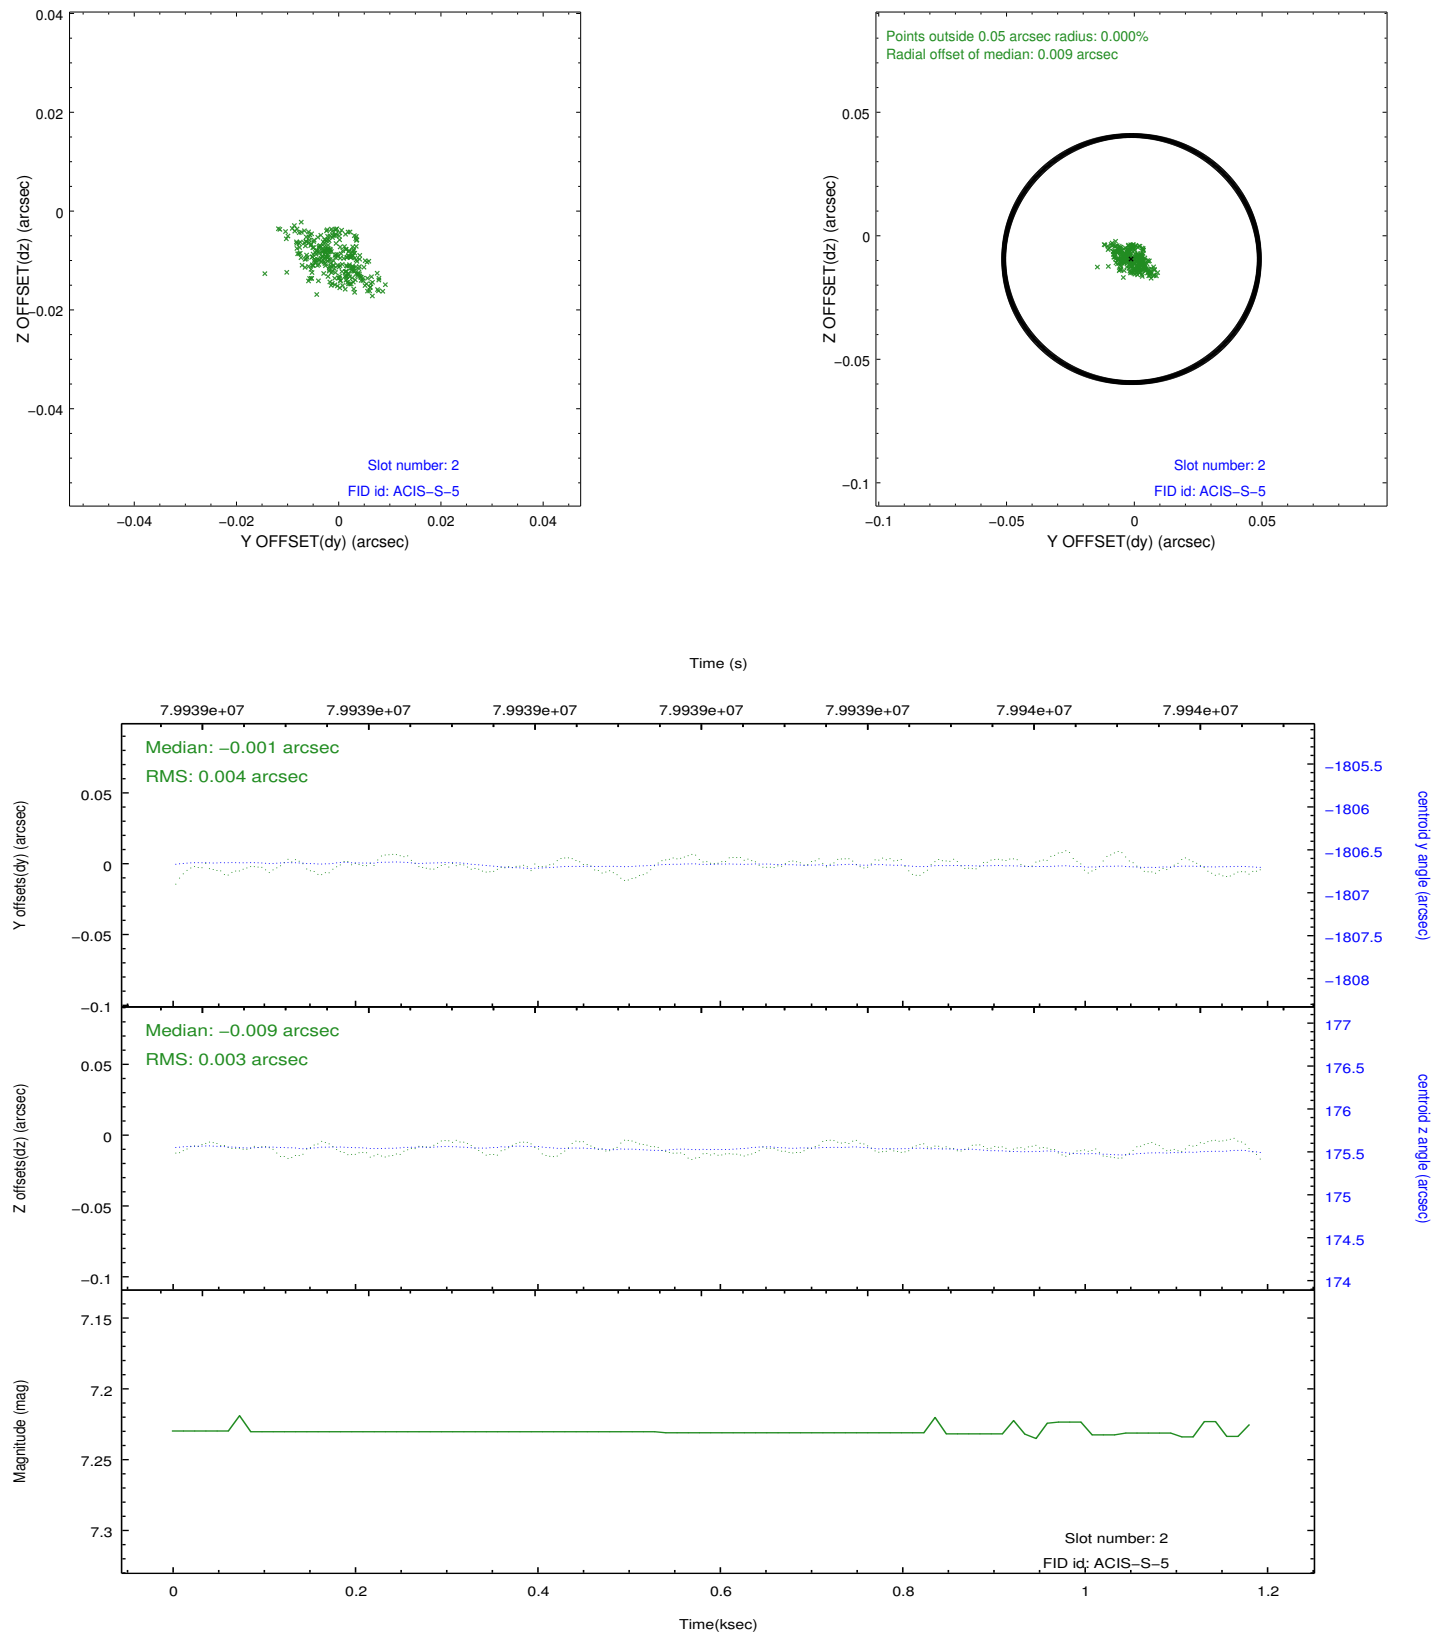 0.04
0.02
0
−0.02
−0.04
Z OFFSET(dz) (arcsec)
Slot number: 2
FID id: ACIS−S−5
−0.04
−0.02
0
0.02
0.04
Y OFFSET(dy) (arcsec)
Points outside 0.05 arcsec radius: 0.000%
Radial offset of median: 0.009 arcsec
0.05
0
−0.05
−0.1
Z OFFSET(dz) (arcsec)
Slot number: 2
FID id: ACIS−S−5
−0.1
−0.05
0
0.05
Y OFFSET(dy) (arcsec)
Time (s)
7.9939e+07
7.9939e+07
7.9939e+07
7.9939e+07
7.9939e+07
7.994e+07
7.994e+07
Median: −0.001 arcsec
RMS: 0.004 arcsec
0.05
0
−0.05
−0.1
Y offsets(dy) (arcsec)
−1805.5
−1806
−1806.5
−1807
−1807.5
−1808
centroid y angle (arcsec)
Median: −0.009 arcsec
RMS: 0.003 arcsec
0.05
0
−0.05
−0.1
Z offsets(dz) (arcsec)
177
176.5
176
175.5
175
174.5
174
centroid z angle (arcsec)
7.15
7.2
7.25
7.3
Magnitude (mag)
Slot number: 2
FID id: ACIS−S−5
0
0.2
0.4
0.6
0.8
1
1.2
Time(ksec)